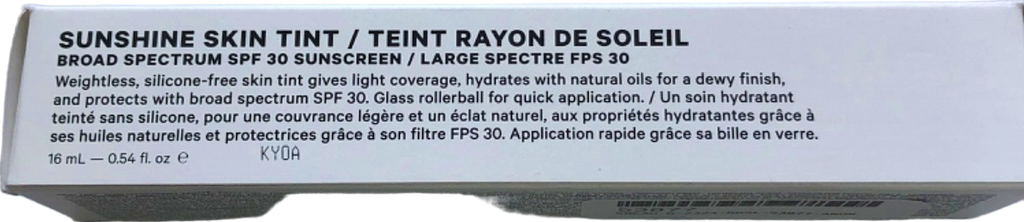 SUNSHINE SKIN TINT / TEINT RAYON DE SOLEIL
BROAD SPECTRUM SPF 30 SUNSCREEN / LARGE SPECTRE FPS 30
Weightless, silicone-free skin tint gives light coverage, hydrates with natural oils for a dewy finish,
and protects with broad spectrum SPF 30. Glass rollerball for quick application. / Un soin hydratant
teinté sans silicone, pour une couvrance légère et un éclat naturel, aux propriétés hydratantes grâce à
ses huiles naturelles et protectrices grâce à son filtre FPS 30. Application rapide grâce sa bille en verre.
16 mL — 0.54 fl. oz ℮ KYOA